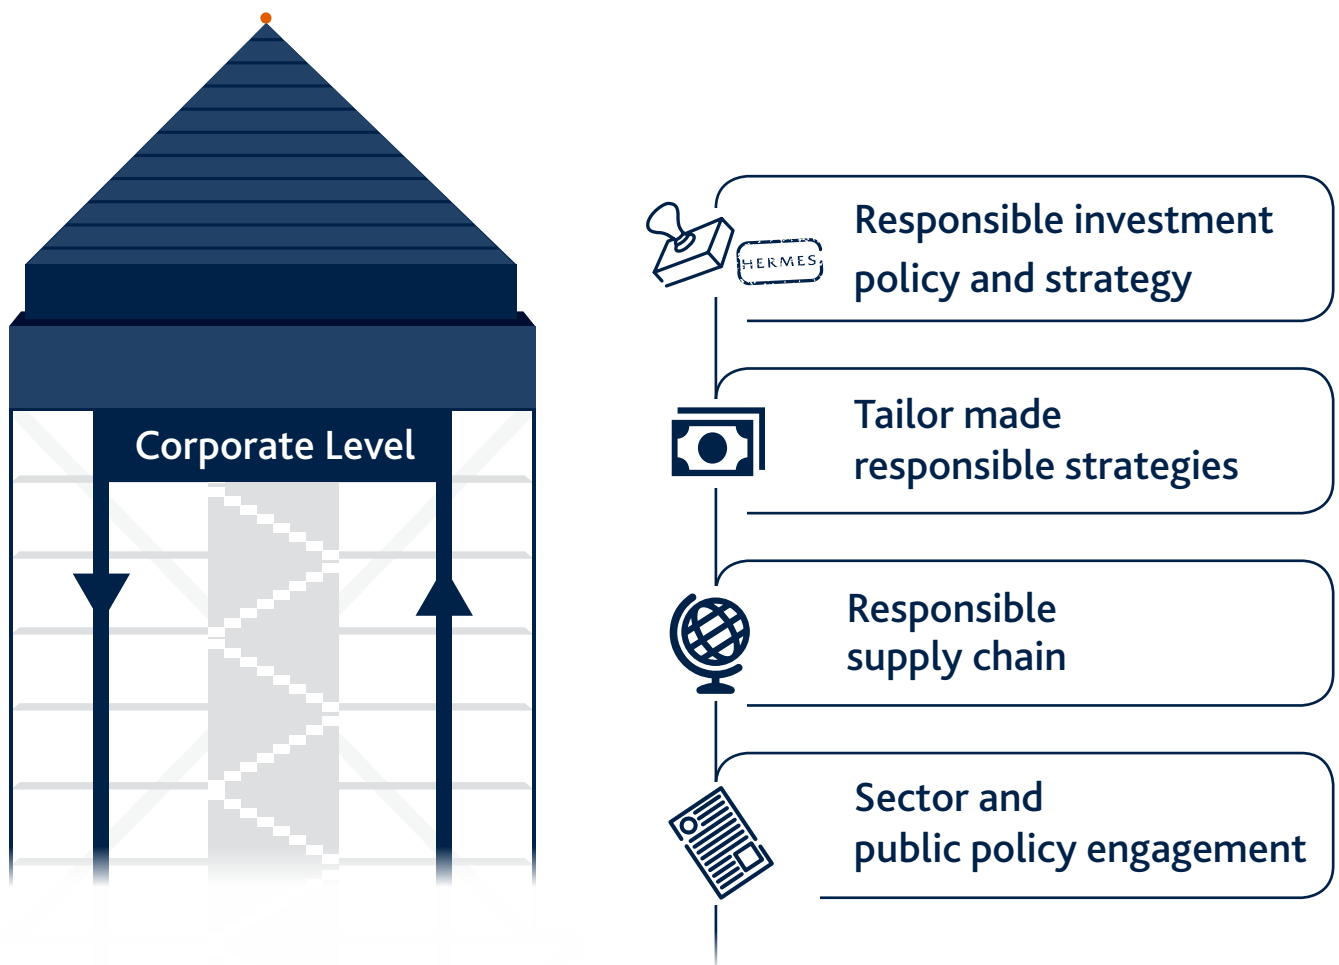 Corporate Level
HERMES
Responsible investment
policy and strategy
Tailor made
responsible strategies
Responsible
supply chain
Sector and
public policy engagement